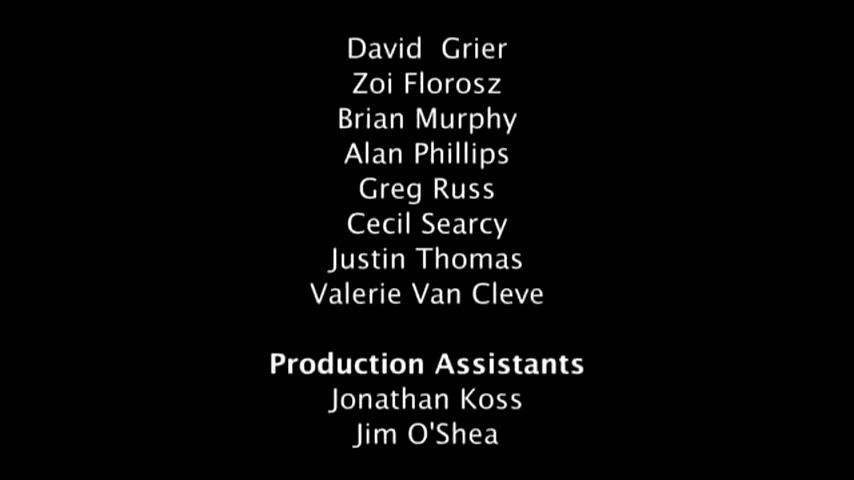 David  Grier
Zoi Florosz
Brian Murphy
Alan Phillips
Greg Russ
Cecil Searcy
Justin Thomas
Valerie Van Cleve
Production Assistants
Jonathan Koss
Jim O'Shea